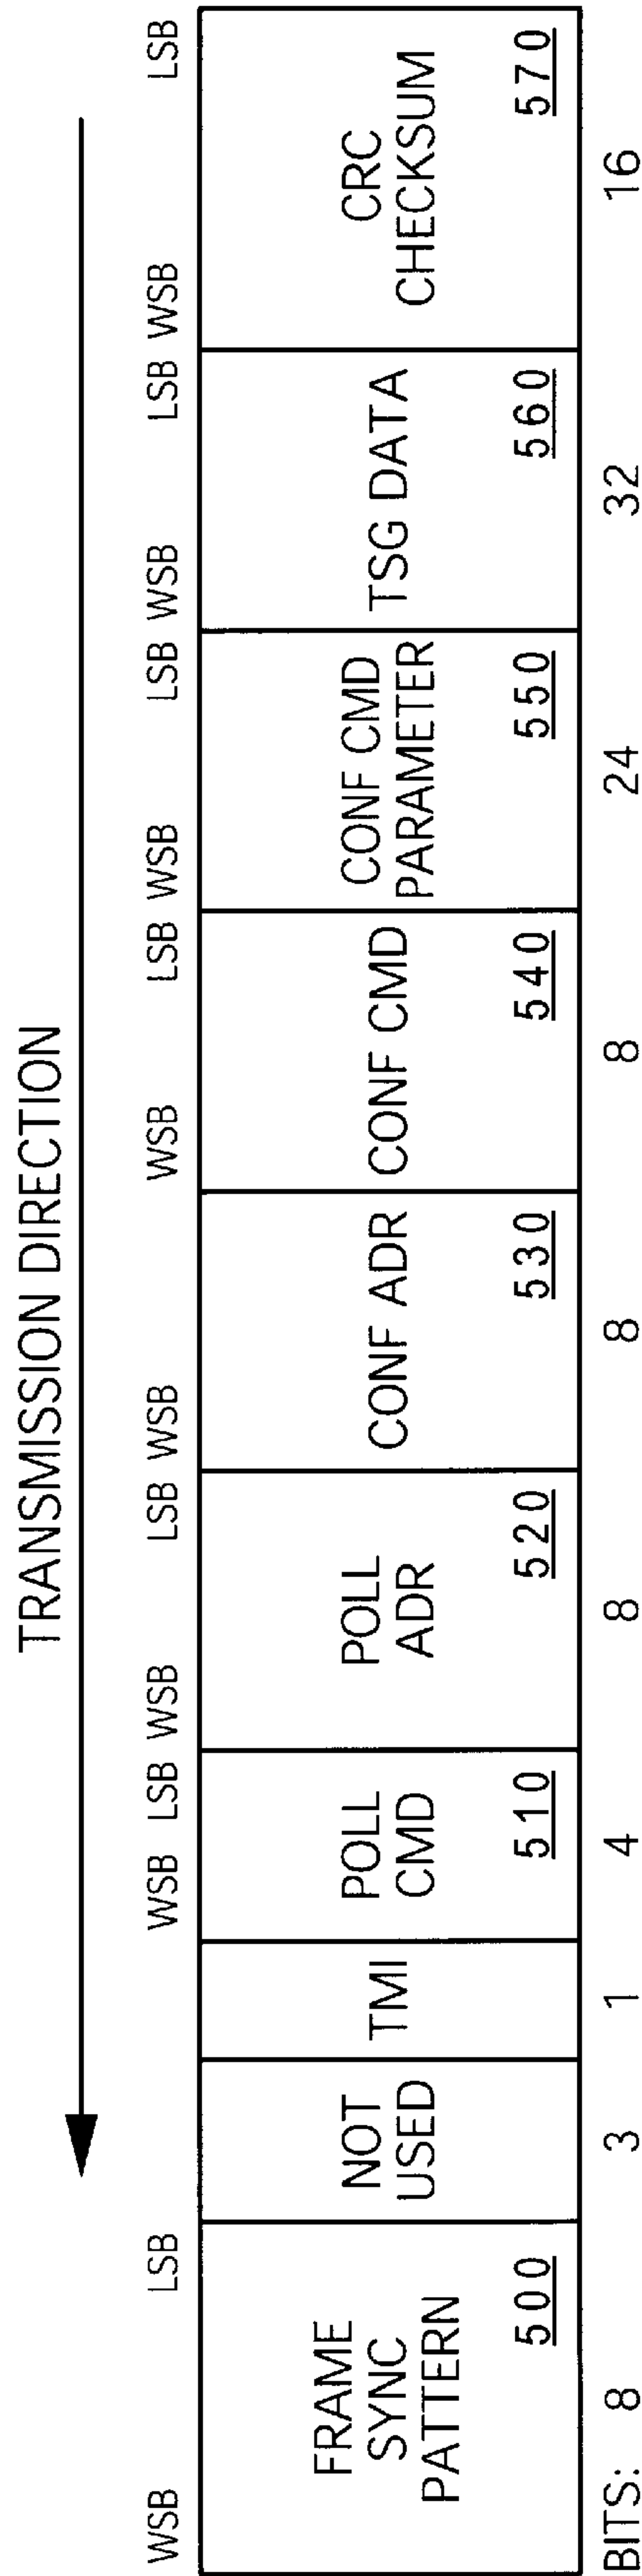 TRANSMISSION DIRECTION
WSB LSB WSB LSB WSB LSB WSB WSB LSB WSB LSB WSB LSB WSB LSB
FRAME
SYNC
PATTERN
500
NOT
USED
TMI
POLL
CMD
510
POLL
ADR
520
CONF ADR
530
CONF CMD
540
CONF CMD
PARAMETER
550
TSG DATA
560
CRC
CHECKSUM
570
BITS: 8 3 1 4 8 8 8 24 32 16